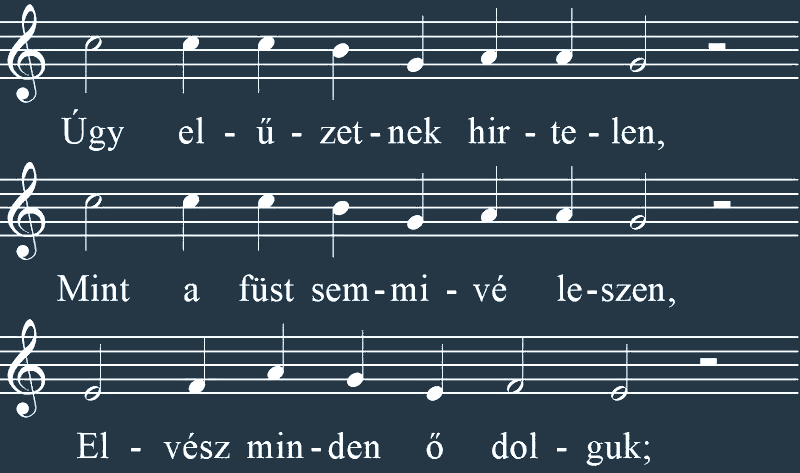 Úgy el - ű - zet - nek hir - te - len,
Mint a füst sem - mi - vé le - szen,
El - vész min - den ő dol - guk;